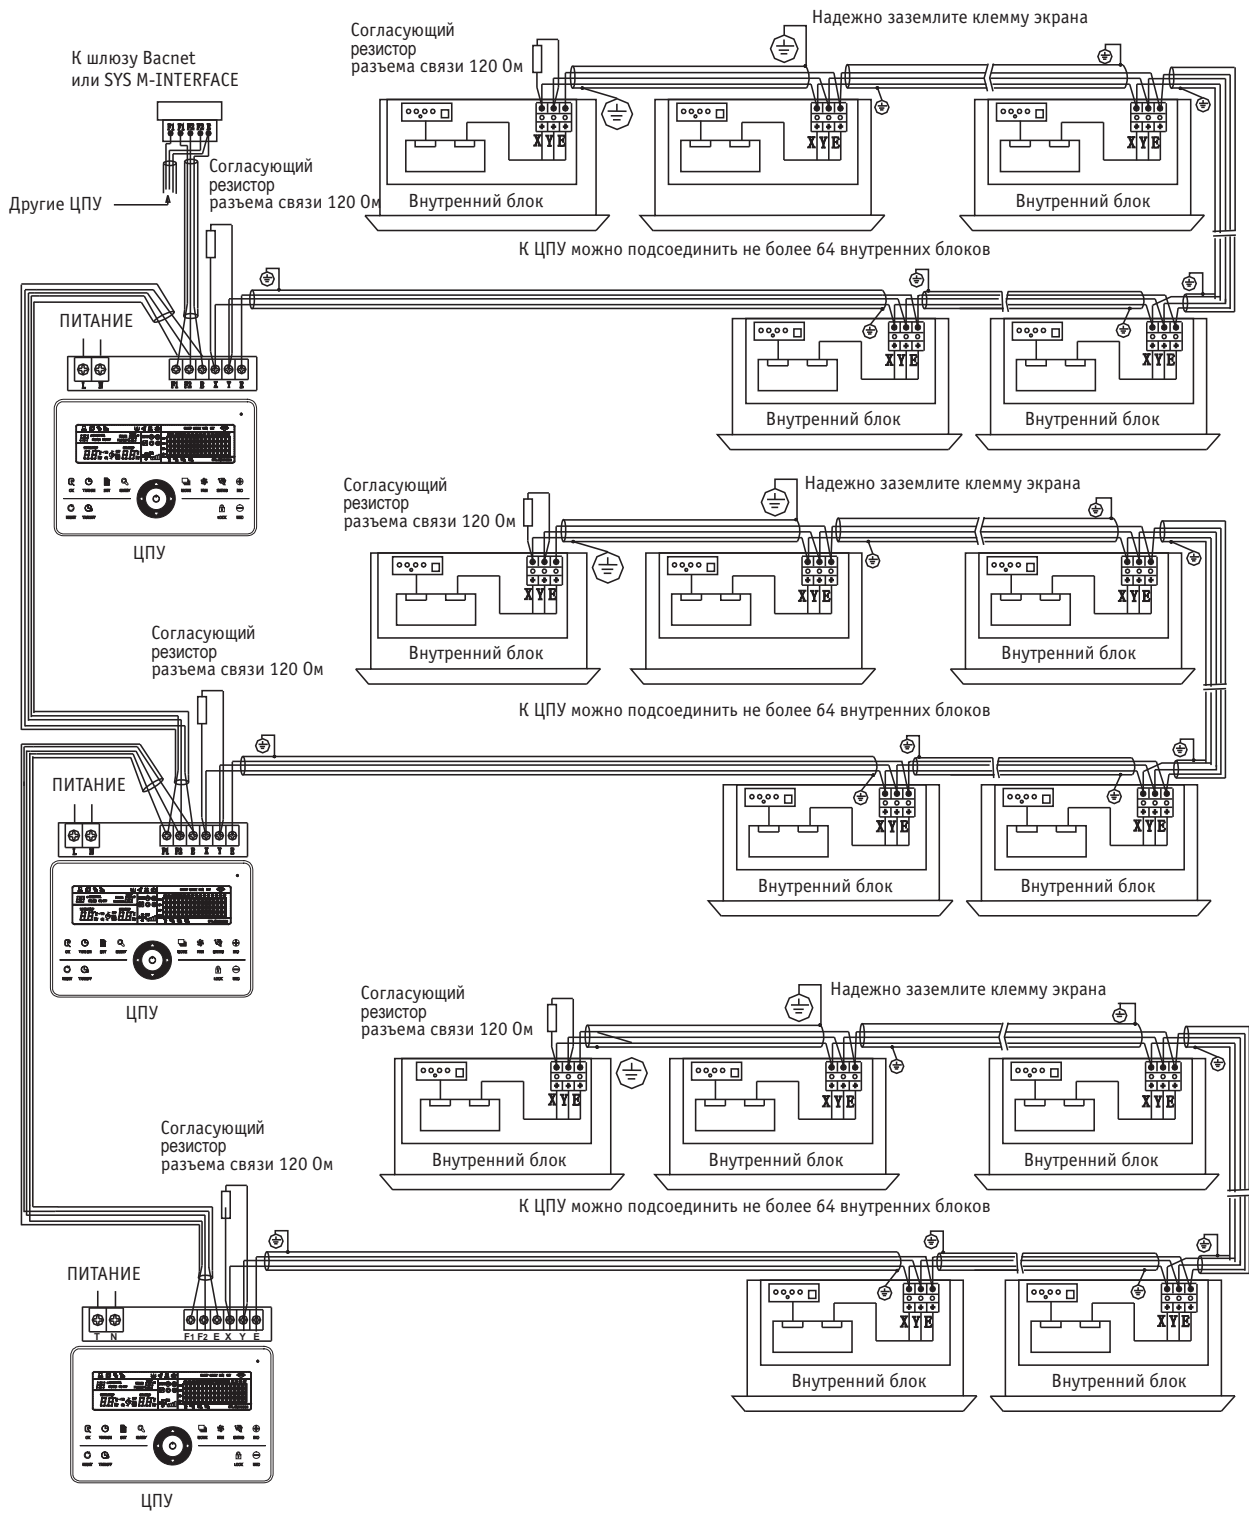 Согласующий
резистор
разъема связи 120 Ом
Надежно заземлите клемму экрана
К шлюзу Bacnet
или SYS M-INTERFACE
F1 F1 F2 F2 E
Согласующий
резистор
разъема связи 120 Ом
Другие ЦПУ
X Y E
X Y E
X Y E
Внутренний блок
Внутренний блок
К ЦПУ можно подсоединить не более 64 внутренних блоков
ПИТАНИЕ
L N
X Y E
X Y E
Внутренний блок
Внутренний блок
ЦПУ
Согласующий
резистор
разъема связи 120 Ом
Надежно заземлите клемму экрана
X Y E
X Y E
X Y E
Внутренний блок
Внутренний блок
Согласующий
резистор
разъема связи 120 Ом
К ЦПУ можно подсоединить не более 64 внутренних блоков
ПИТАНИЕ
L N
X Y E
X Y E
Внутренний блок
Внутренний блок
ЦПУ
Согласующий
резистор
разъема связи 120 Ом
Надежно заземлите клемму экрана
X Y E
X Y E
X Y E
Внутренний блок
Внутренний блок
Внутренний блок
Согласующий
резистор
разъема связи 120 Ом
К ЦПУ можно подсоединить не более 64 внутренних блоков
ПИТАНИЕ
N
F1 F2 E X Y E
X Y E
X Y E
Внутренний блок
Внутренний блок
ЦПУ